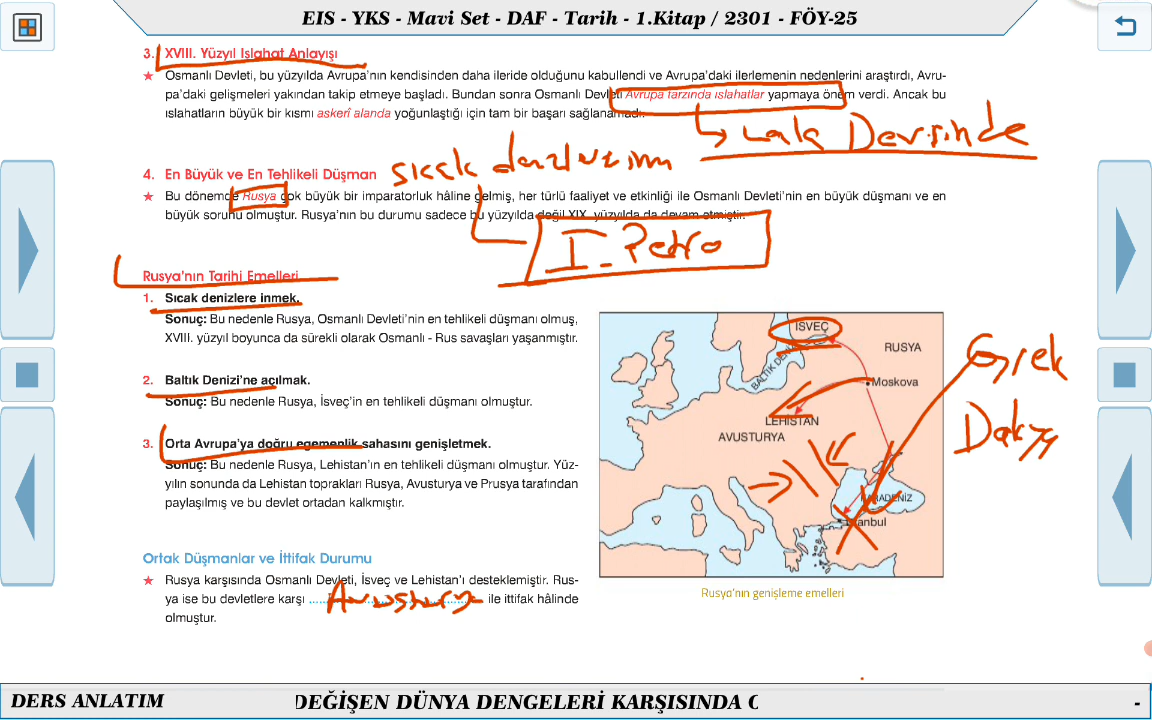 EIS - YKS - Mavi Set - DAF - Tarih - 1.Kitap / 2301 - FÖY-25
3. XVIII. Yüzyıl Islahat Anlayışı
★ Osmanlı Devleti, bu yüzyılda Avrupa'nın kendisinden daha ileride olduğunu kabullendi ve Avrupa'daki ilerlemenin nedenlerini araştırdı, Avru-
pa'daki gelişmeleri yakından takip etmeye başladı. Bundan sonra Osmanlı Devleti Avrupa tarzında ıslahatlar yapmaya önem verdi. Ancak bu
ıslahatların büyük bir kısmı askerî alanda yoğunlaştığı için tam bir başarı sağlanamadı.
Lale Devrinde
sıcak denizlere
4. En Büyük ve En Tehlikeli Düşman
★ Bu dönemde Rusya çok büyük bir imparatorluk hâline gelmiş, her türlü faaliyet ve etkinliği ile Osmanlı Devleti'nin en büyük düşmanı ve en
büyük sorunu olmuştur. Rusya'nın bu durumu sadece bu yüzyılda değil XIX. yüzyılda da devam etmiştir.
I. Petro
Rusya'nın Tarihi Emelleri
1. Sıcak denizlere inmek.
Sonuç: Bu nedenle Rusya, Osmanlı Devleti'nin en tehlikeli düşmanı olmuş,
XVIII. yüzyıl boyunca da sürekli olarak Osmanlı - Rus savaşları yaşanmıştır.
2. Baltık Denizi'ne açılmak.
Sonuç: Bu nedenle Rusya, İsveç'in en tehlikeli düşmanı olmuştur.
3. Orta Avrupa'ya doğru egemenlik sahasını genişletmek.
Sonuç: Bu nedenle Rusya, Lehistan'ın en tehlikeli düşmanı olmuştur. Yüz-
yılın sonunda da Lehistan toprakları Rusya, Avusturya ve Prusya tarafından
paylaşılmış ve bu devlet ortadan kalkmıştır.
Ortak Düşmanlar ve İttifak Durumu
★ Rusya karşısında Osmanlı Devleti, İsveç ve Lehistan'ı desteklemiştir. Rus-
ya ise bu devletlere karşı Avusturya ile ittifak hâlinde
olmuştur.
İSVEÇ
RUSYA
BALTIK DENİZİ
Moskova
LEHİSTAN
AVUSTURYA
KARADENİZ
İstanbul
Rusya'nın genişleme emelleri
DERS ANLATIM
DEĞİŞEN DÜNYA DENGELERİ KARŞISINDA O
-